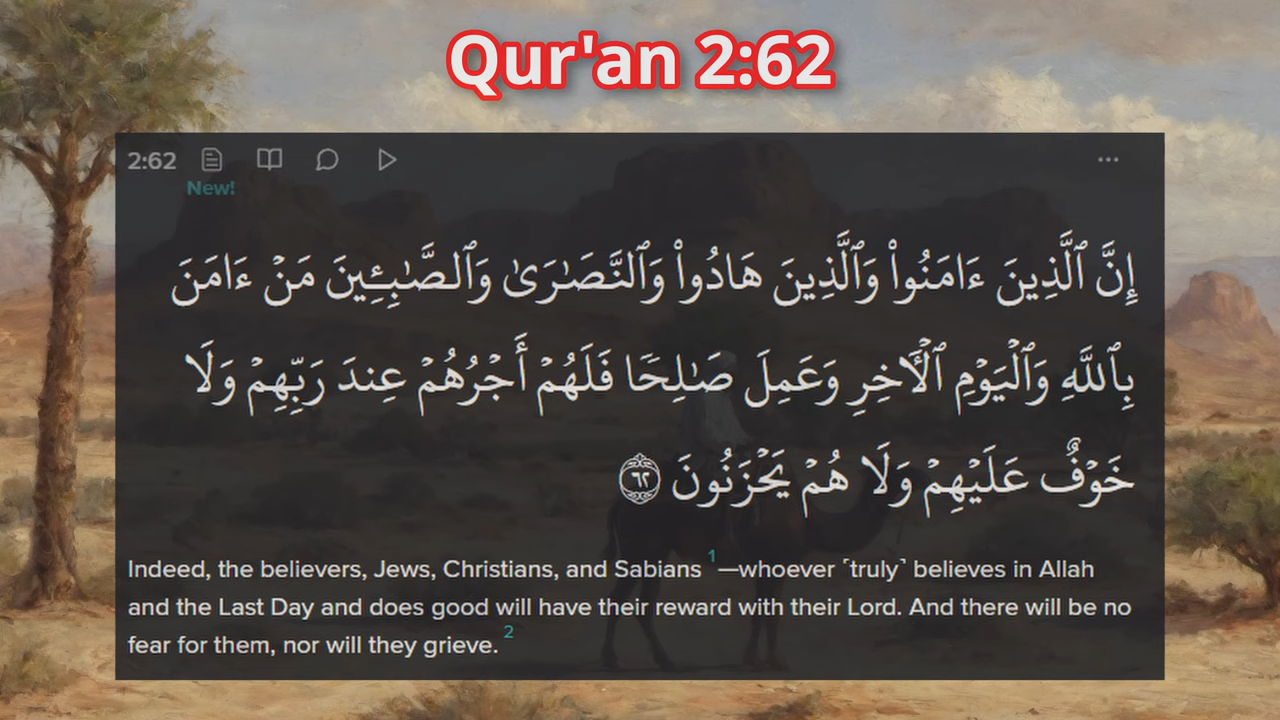 Qur'an 2:62
2:62
New!
إِنَّ ٱلَّذِينَ ءَامَنُوا۟ وَٱلَّذِينَ هَادُوا۟ وَٱلنَّصَـٰرَىٰ وَٱلصَّـٰبِـِٔينَ مَنْ ءَامَنَ
بِٱللَّهِ وَٱلْيَوْمِ ٱلْـَٔاخِرِ وَعَمِلَ صَـٰلِحًا فَلَهُمْ أَجْرُهُمْ عِندَ رَبِّهِمْ وَلَا
خَوْفٌ عَلَيْهِمْ وَلَا هُمْ يَحْزَنُونَ ٦٢
Indeed, the believers, Jews, Christians, and Sabians 1—whoever ˹truly˺ believes in Allah
and the Last Day and does good will have their reward with their Lord. And there will be no
fear for them, nor will they grieve. 2